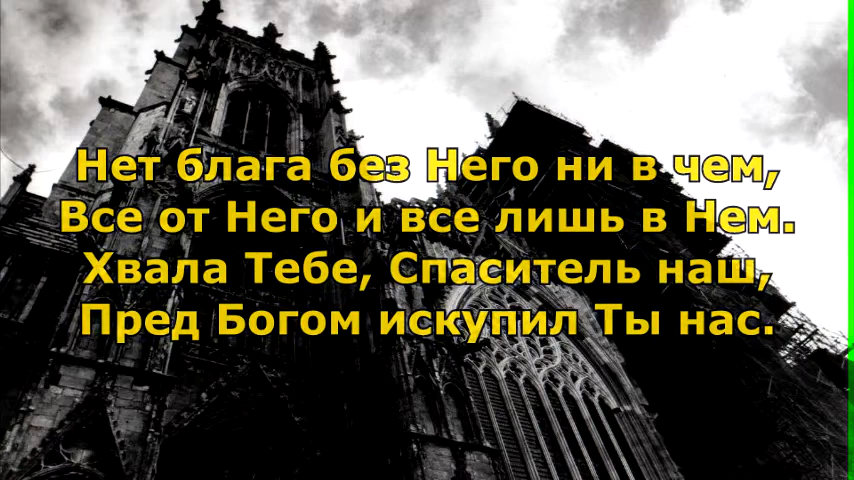 Нет блага без Него ни в чем,
Все от Него и все лишь в Нем.
Хвала Тебе, Спаситель наш,
Пред Богом искупил Ты нас.